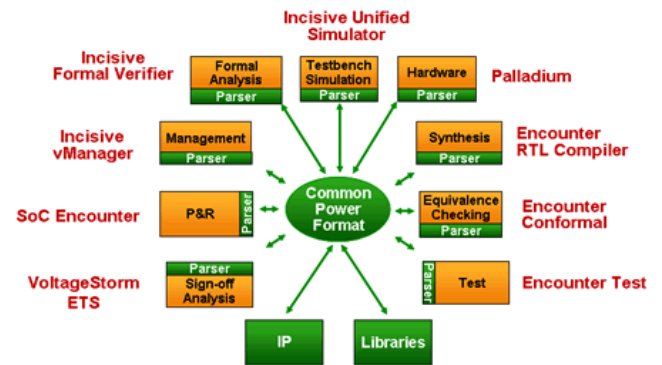 Incisive Unified
Simulator
Incisive
Formal Verifier
Formal
Analysis
Parser
Testbench
Simulation
Parser
Hardware
Parser
Palladium
Incisive
vManager
Management
Parser
Synthesis
Parser
Encounter
RTL Compiler
Common
Power
Format
SoC Encounter
P&R
Parser
Equivalence
Checking
Parser
Encounter
Conformal
VoltageStorm
ETS
Parser
Sign-off
Analysis
Parser
Test
Encounter Test
IP
Libraries